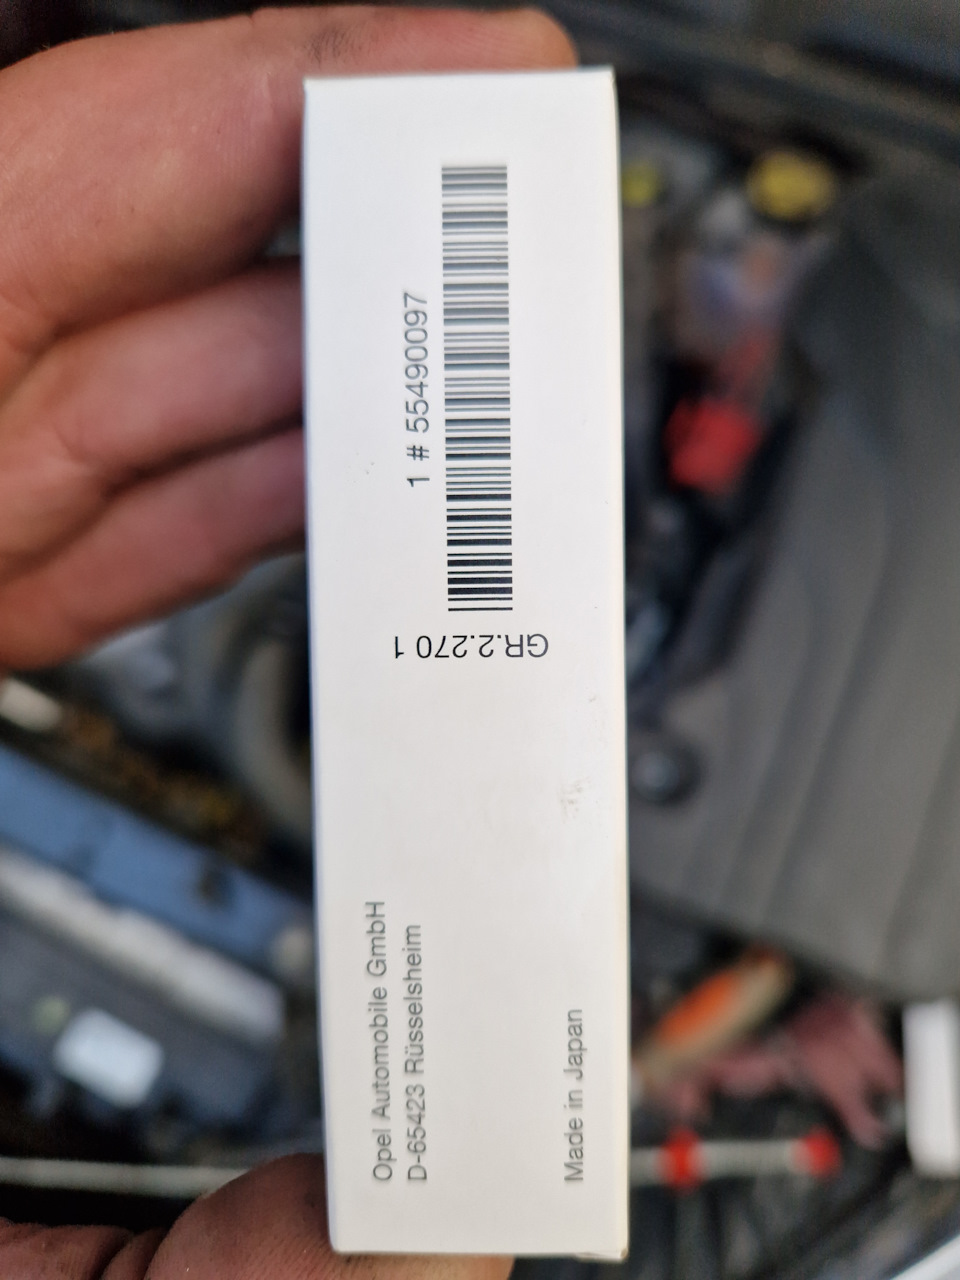 1 # 55490097
GR.2.270 1
Opel Automobile GmbH
D-65423 Rüsselsheim
Made in Japan